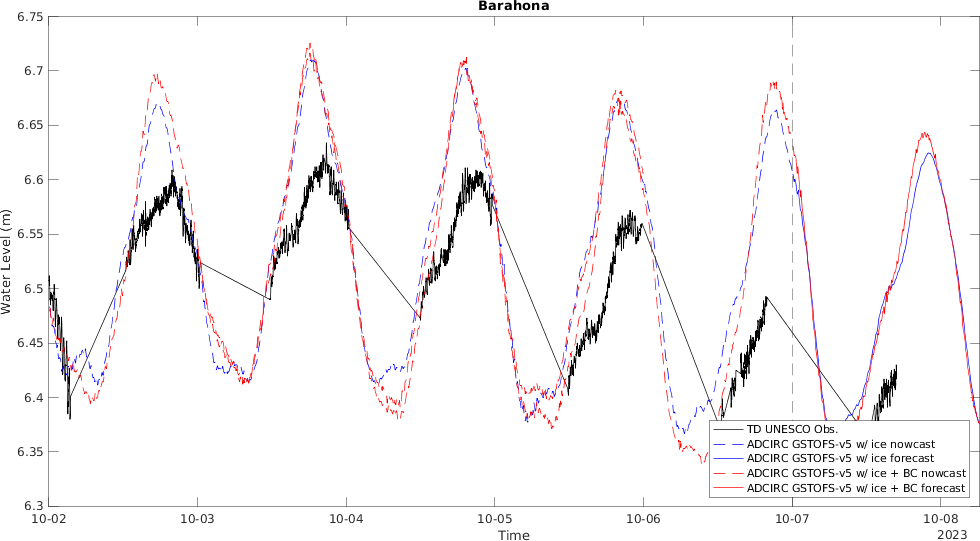 Barahona
6.75
6.7
6.65
6.6
6.55
6.5
6.45
6.4
6.35
6.3
Water Level (m)
10-02 10-03 10-04 10-05 10-06 10-07 10-08
2023
Time
TD UNESCO Obs.
ADCIRC GSTOFS-v5 w/ ice nowcast
ADCIRC GSTOFS-v5 w/ ice forecast
ADCIRC GSTOFS-v5 w/ ice + BC nowcast
ADCIRC GSTOFS-v5 w/ ice + BC forecast